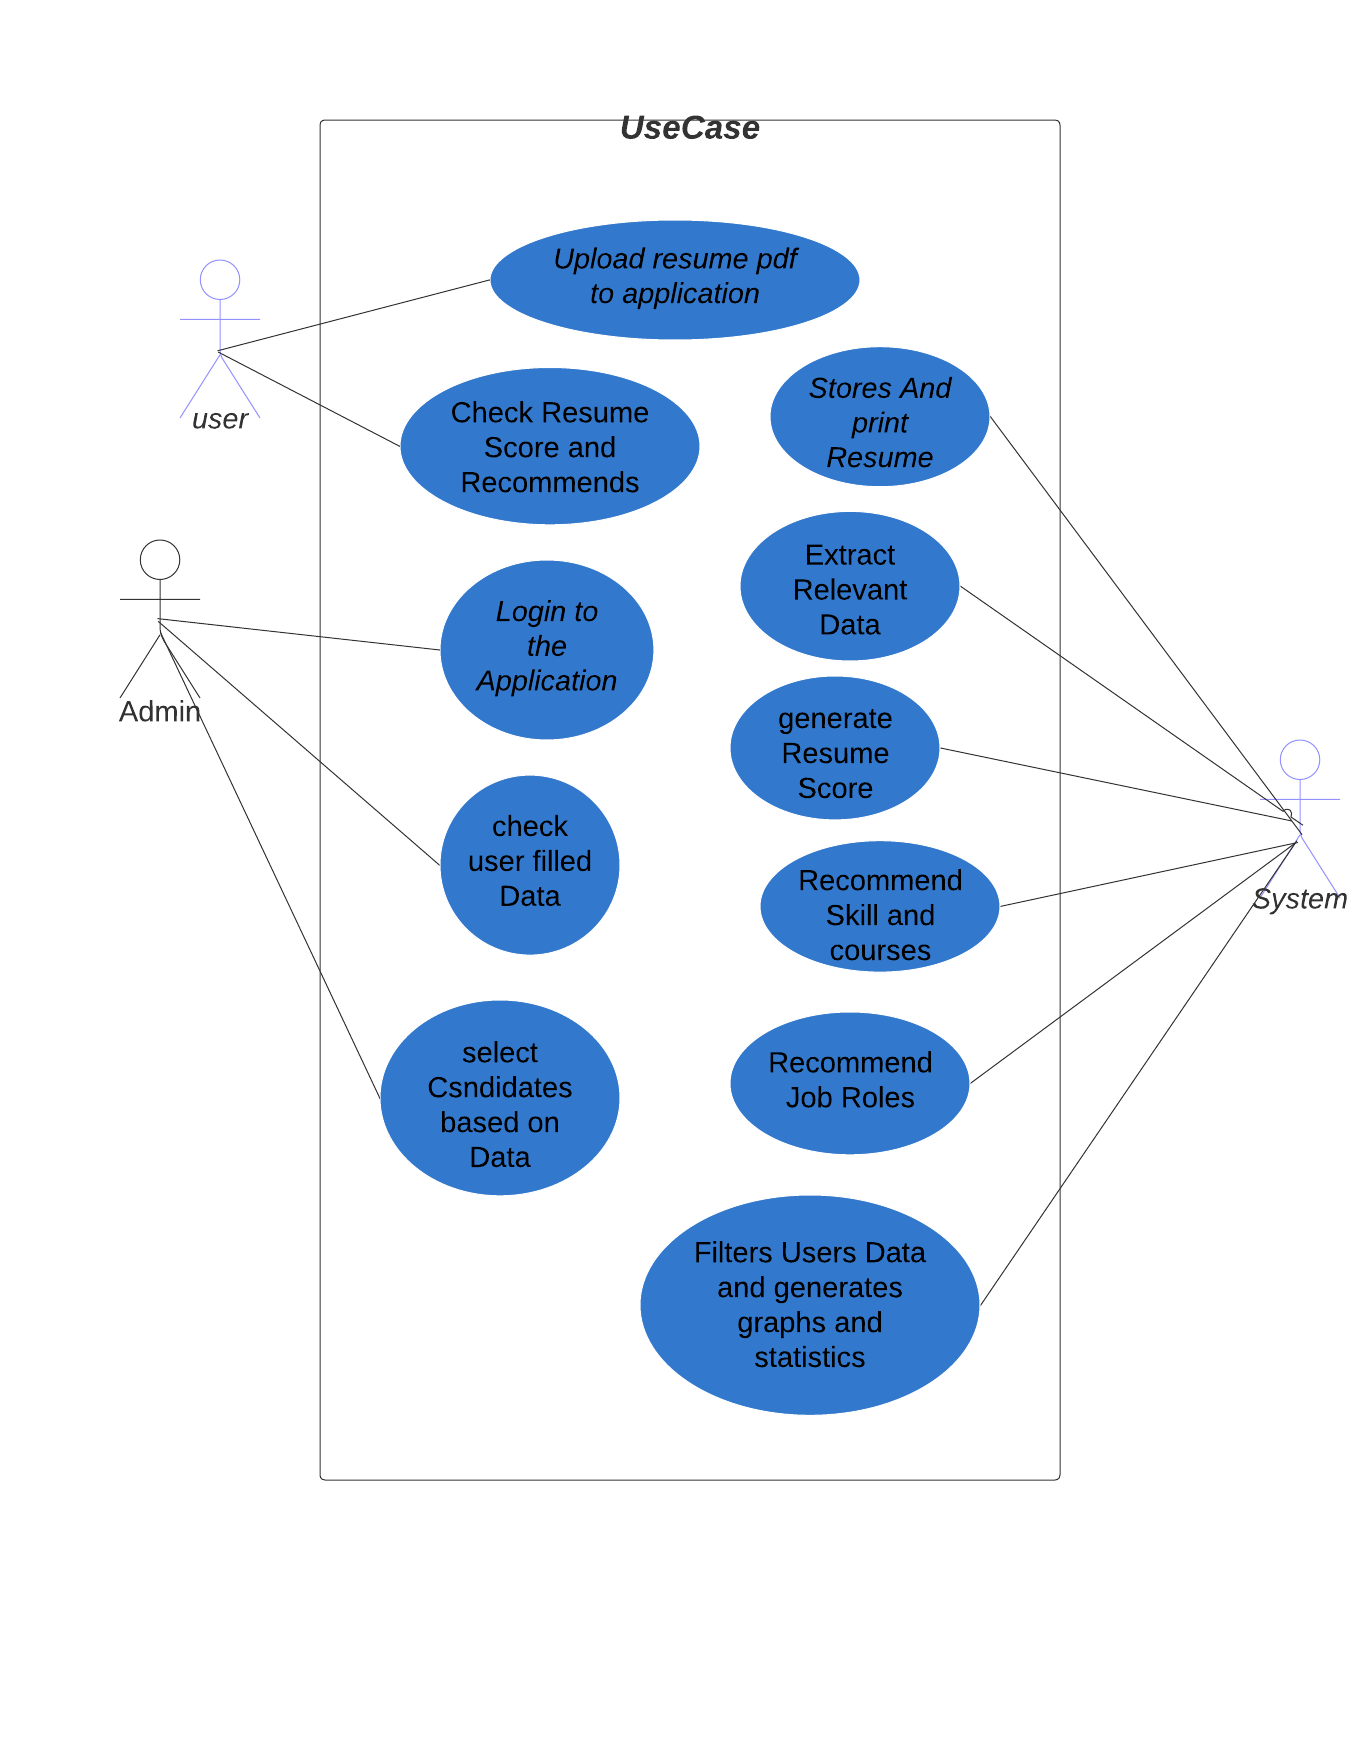 UseCase
Upload resume pdf
to application
user
Check Resume
Score and
Recommends
Stores And
print
Resume
Login to
the
Application
Extract
Relevant
Data
Admin
generate
Resume
Score
check
user filled
Data
Recommend
Skill and
courses
System
select
Csndidates
based on
Data
Recommend
Job Roles
Filters Users Data
and generates
graphs and
statistics